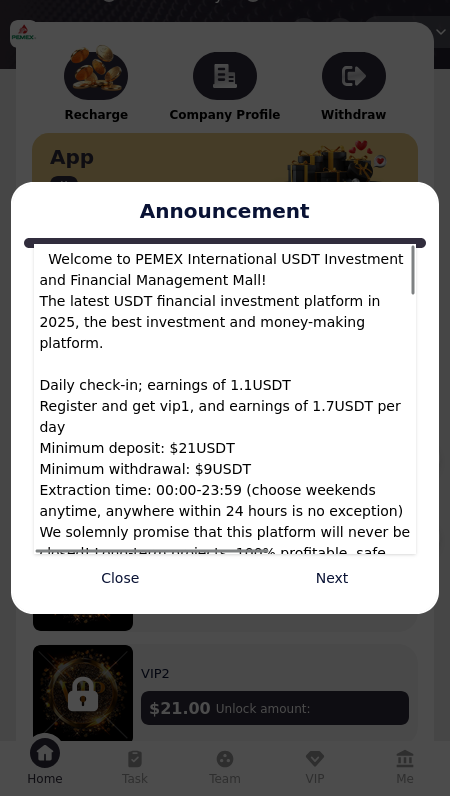 PEMEX
Recharge
Company Profile
Withdraw
App
Announcement
Welcome to PEMEX International USDT Investment
and Financial Management Mall!
The latest USDT financial investment platform in
2025, the best investment and money-making
platform.
Daily check-in; earnings of 1.1USDT
Register and get vip1, and earnings of 1.7USDT per
day
Minimum deposit: $21USDT
Minimum withdrawal: $9USDT
Extraction time: 00:00-23:59 (choose weekends
anytime, anywhere within 24 hours is no exception)
We solemnly promise that this platform will never be
closed! Long-term projects, 100% profitable, safe
Close
Next
VIP2
$21.00 Unlock amount:
Home
Task
Team
VIP
Me